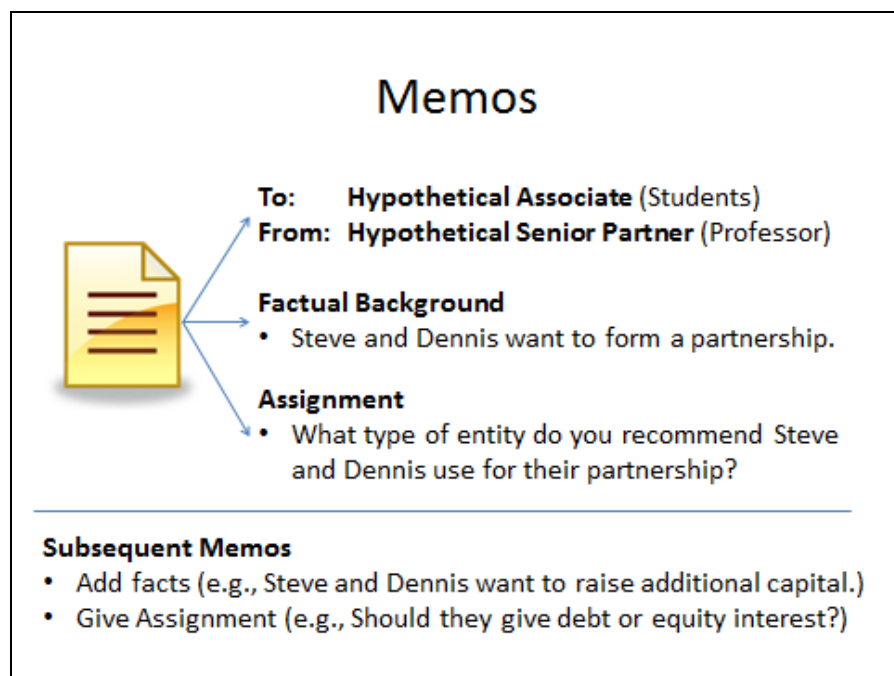 Memos
To: Hypothetical Associate (Students)
From: Hypothetical Senior Partner (Professor)
Factual Background
• Steve and Dennis want to form a partnership.
Assignment
• What type of entity do you recommend Steve
and Dennis use for their partnership?
Subsequent Memos
• Add facts (e.g., Steve and Dennis want to raise additional capital.)
• Give Assignment (e.g., Should they give debt or equity interest?)